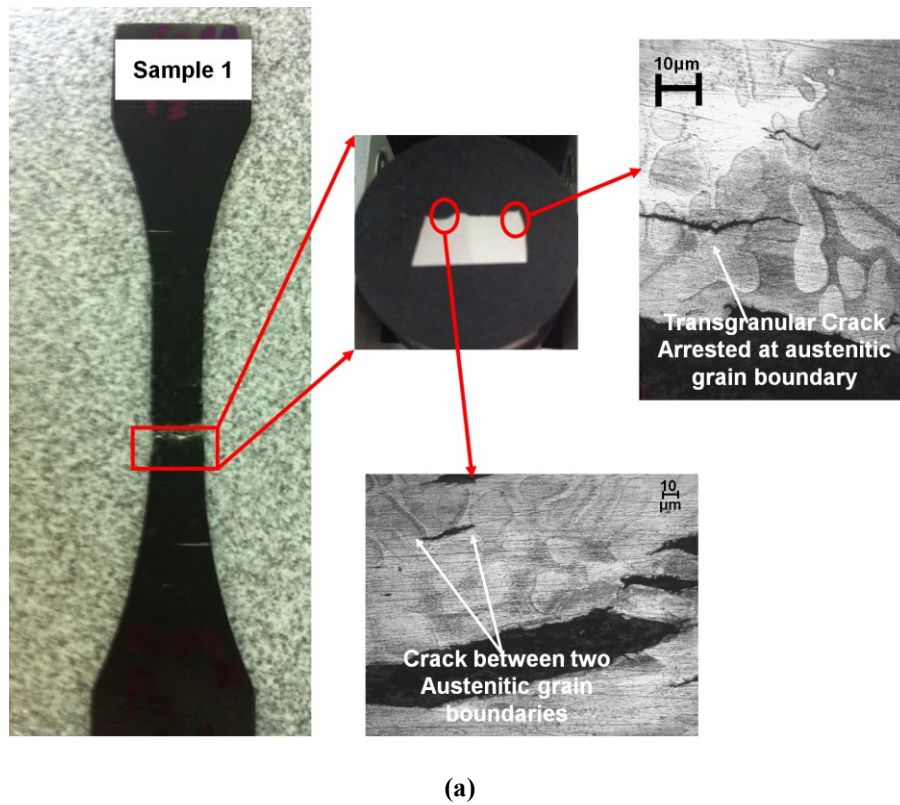 Sample 1
10µm
Transgranular Crack
Arrested at austenitic
grain boundary
10
µm
Crack between two
Austenitic grain
boundaries
(a)